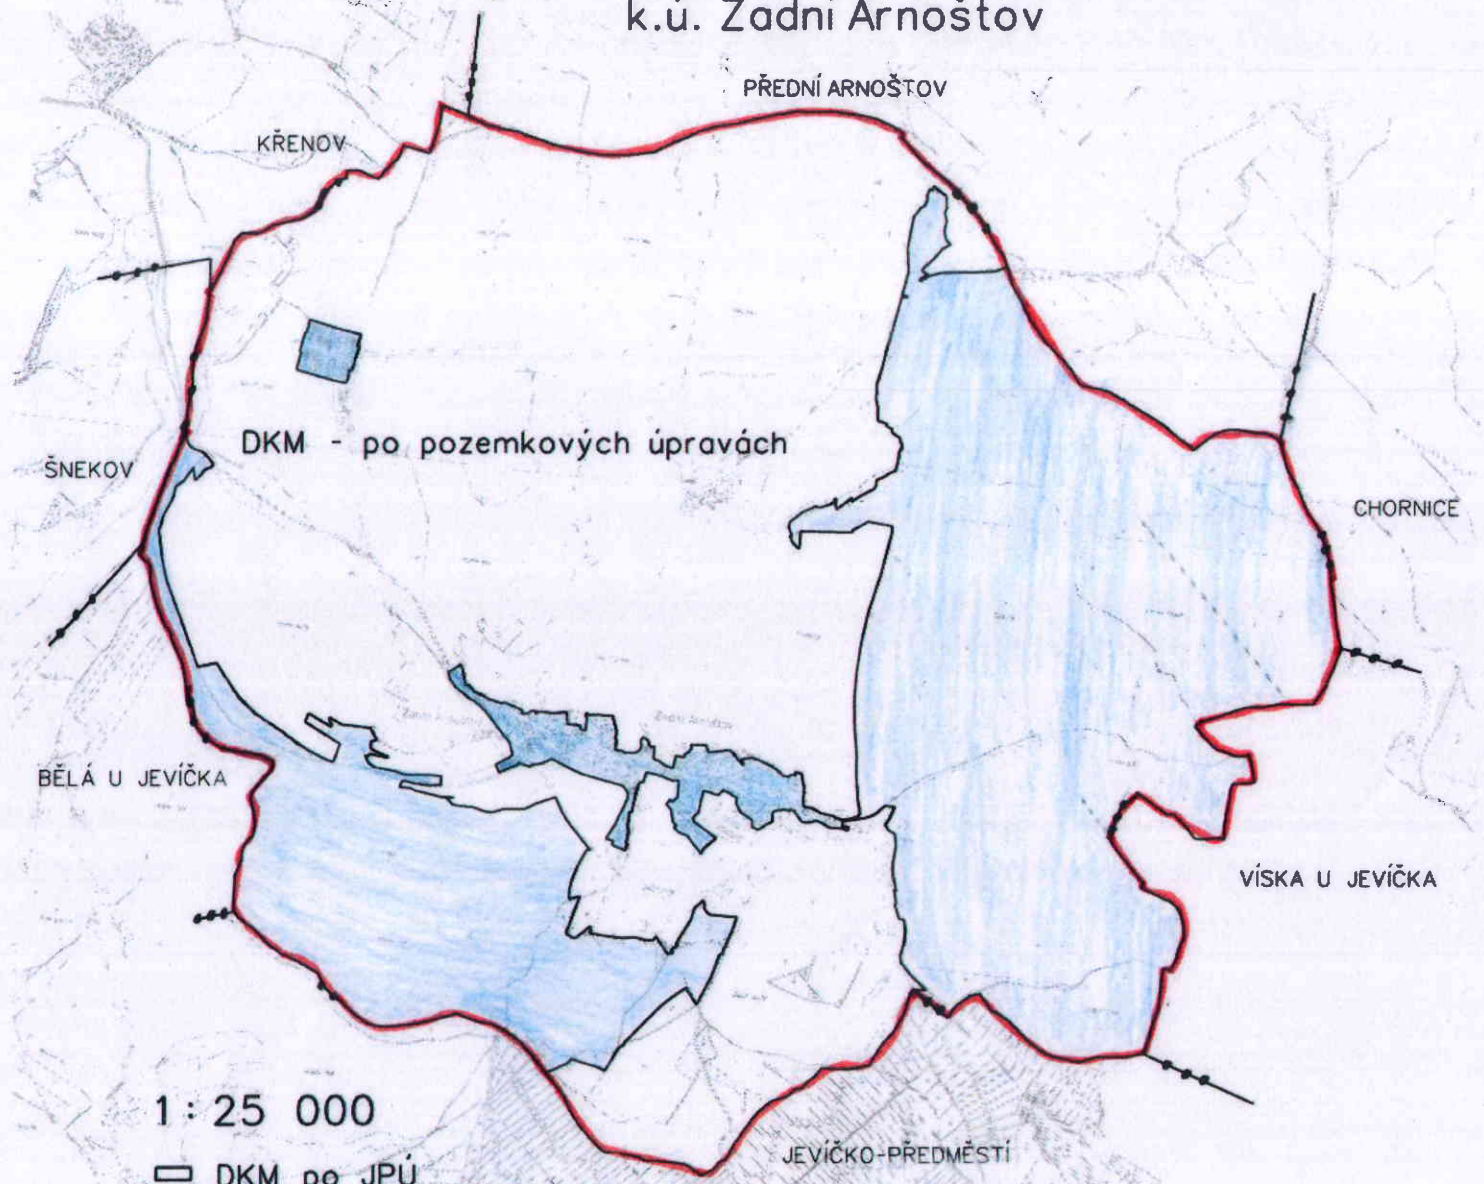 k.ú. Zadní Arnoštov
PŘEDNÍ ARNOŠTOV
KŘENOV
DKM - po pozemkových úpravách
ŠNEKOV
CHORNICE
BĚLÁ U JEVÍČKA
VÍSKA U JEVÍČKA
1 : 25 000
JEVÍČKO-PŘEDMĚSTÍ
DKM po JPÚ